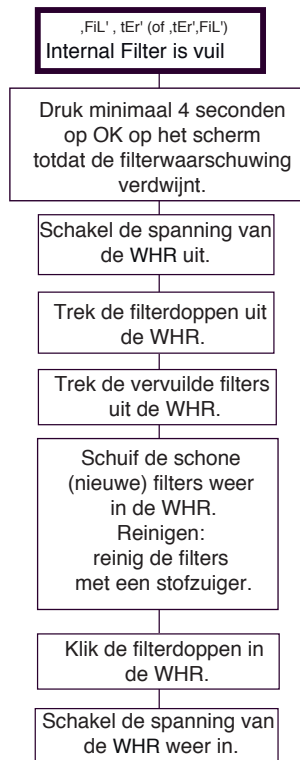 ‚FiL' , tEr' (of ‚tEr',FiL')
Internal Filter is vuil
Druk minimaal 4 seconden
op OK op het scherm
totdat de filterwaarschuwing
verdwijnt.
Schakel de spanning van
de WHR uit.
Trek de filterdoppen uit
de WHR.
Trek de vervuilde filters
uit de WHR.
Schuif de schone
(nieuwe) filters weer
in de WHR.
Reinigen:
reinig de filters
met een stofzuiger.
Klik de filterdoppen in
de WHR.
Schakel de spanning van
de WHR weer in.